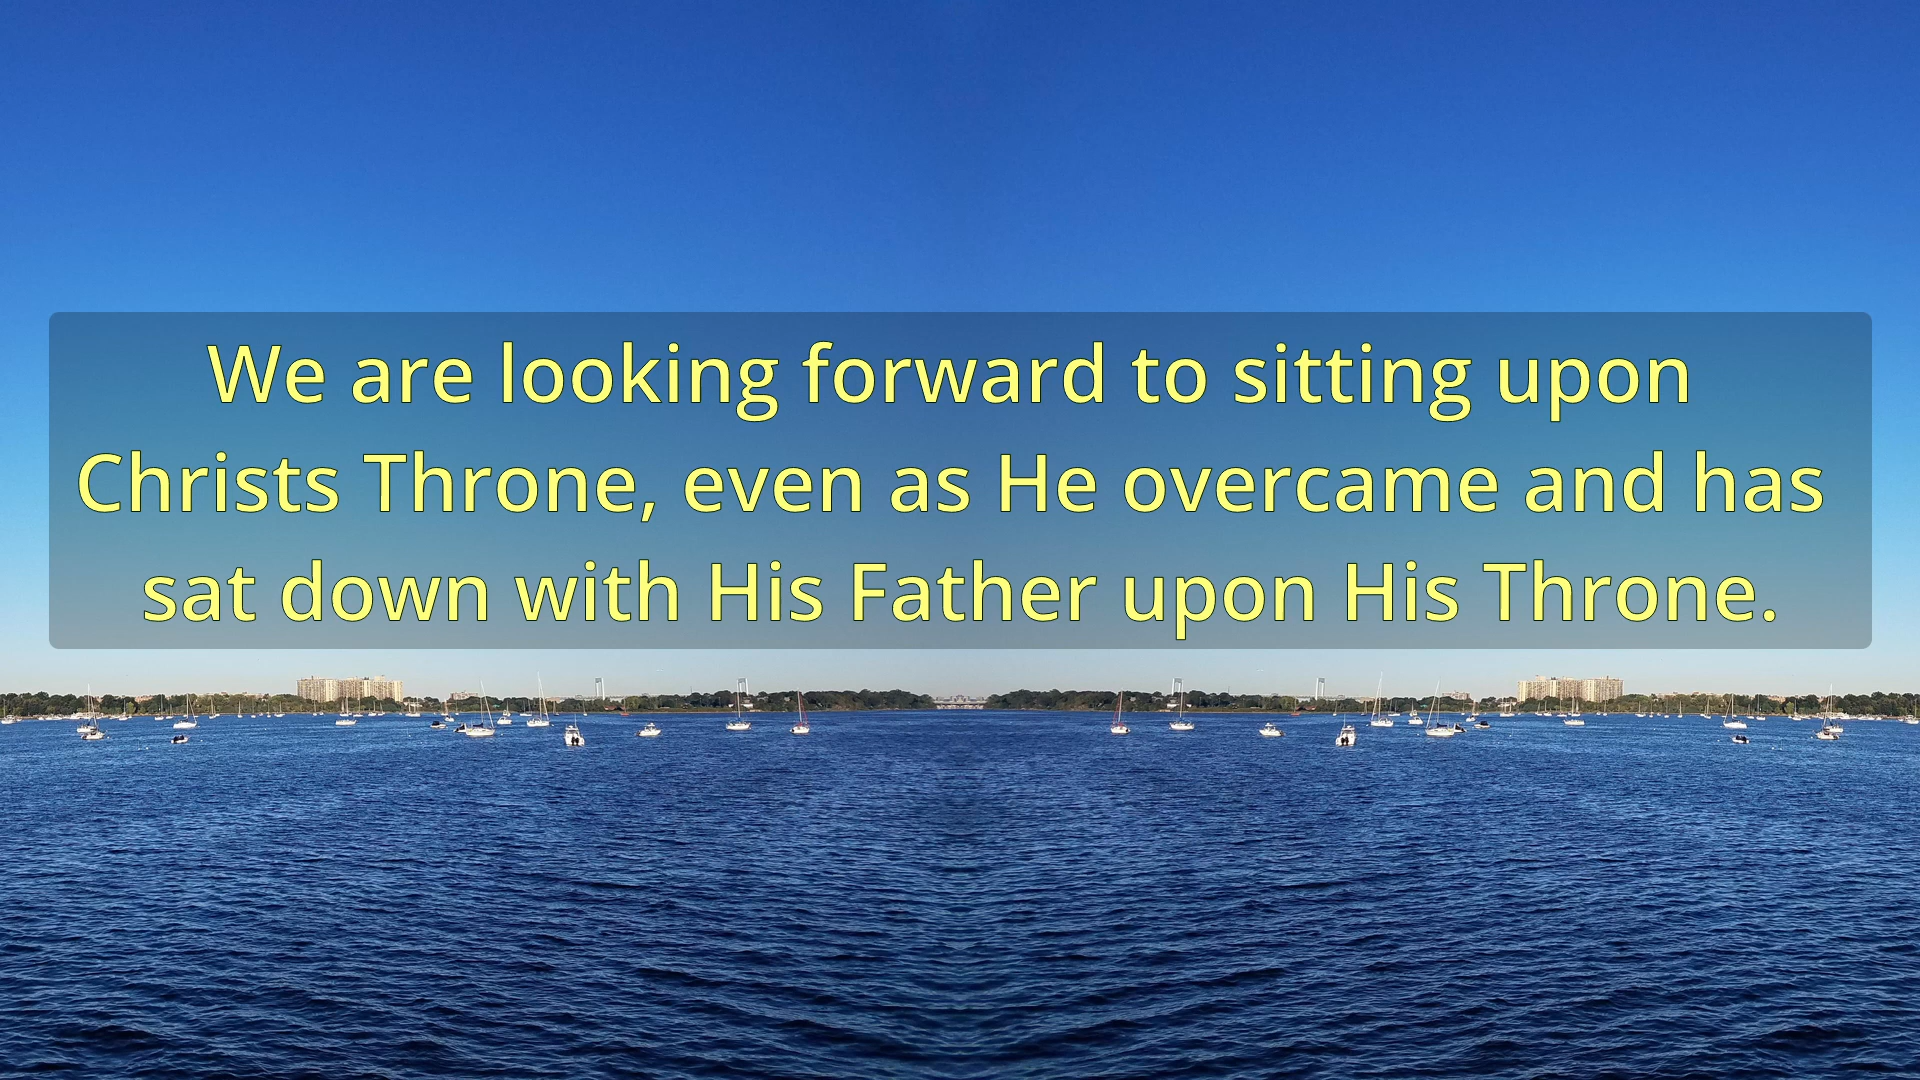 We are looking forward to sitting upon
Christs Throne, even as He overcame and has
sat down with His Father upon His Throne.